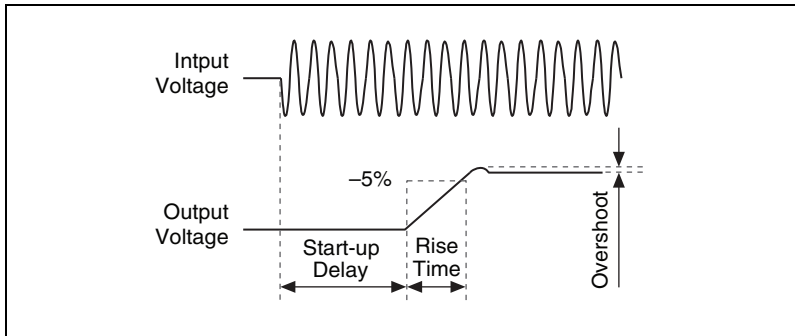 Intput
Voltage
–5%
Output
Voltage
Start-up
Delay
Rise
Time
Overshoot